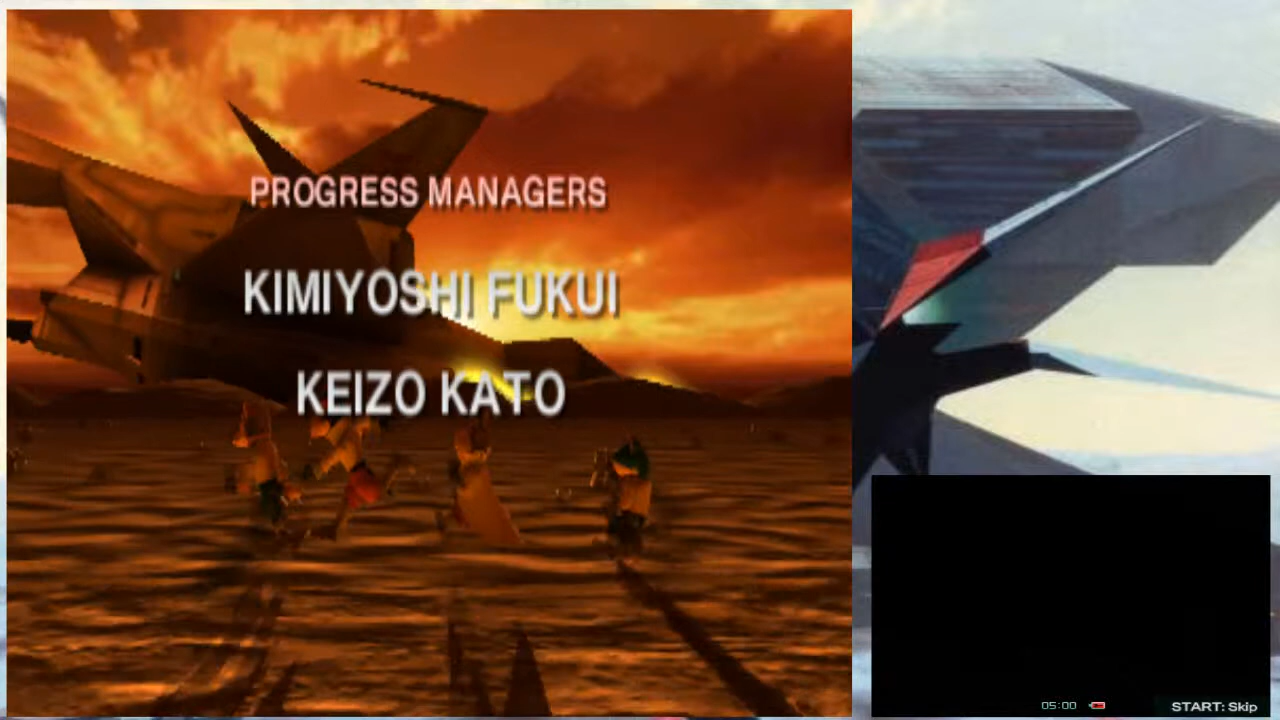 PROGRESS MANAGERS
KIMIYOSHI FUKUI
KEIZO KATO
05:00
START: Skip